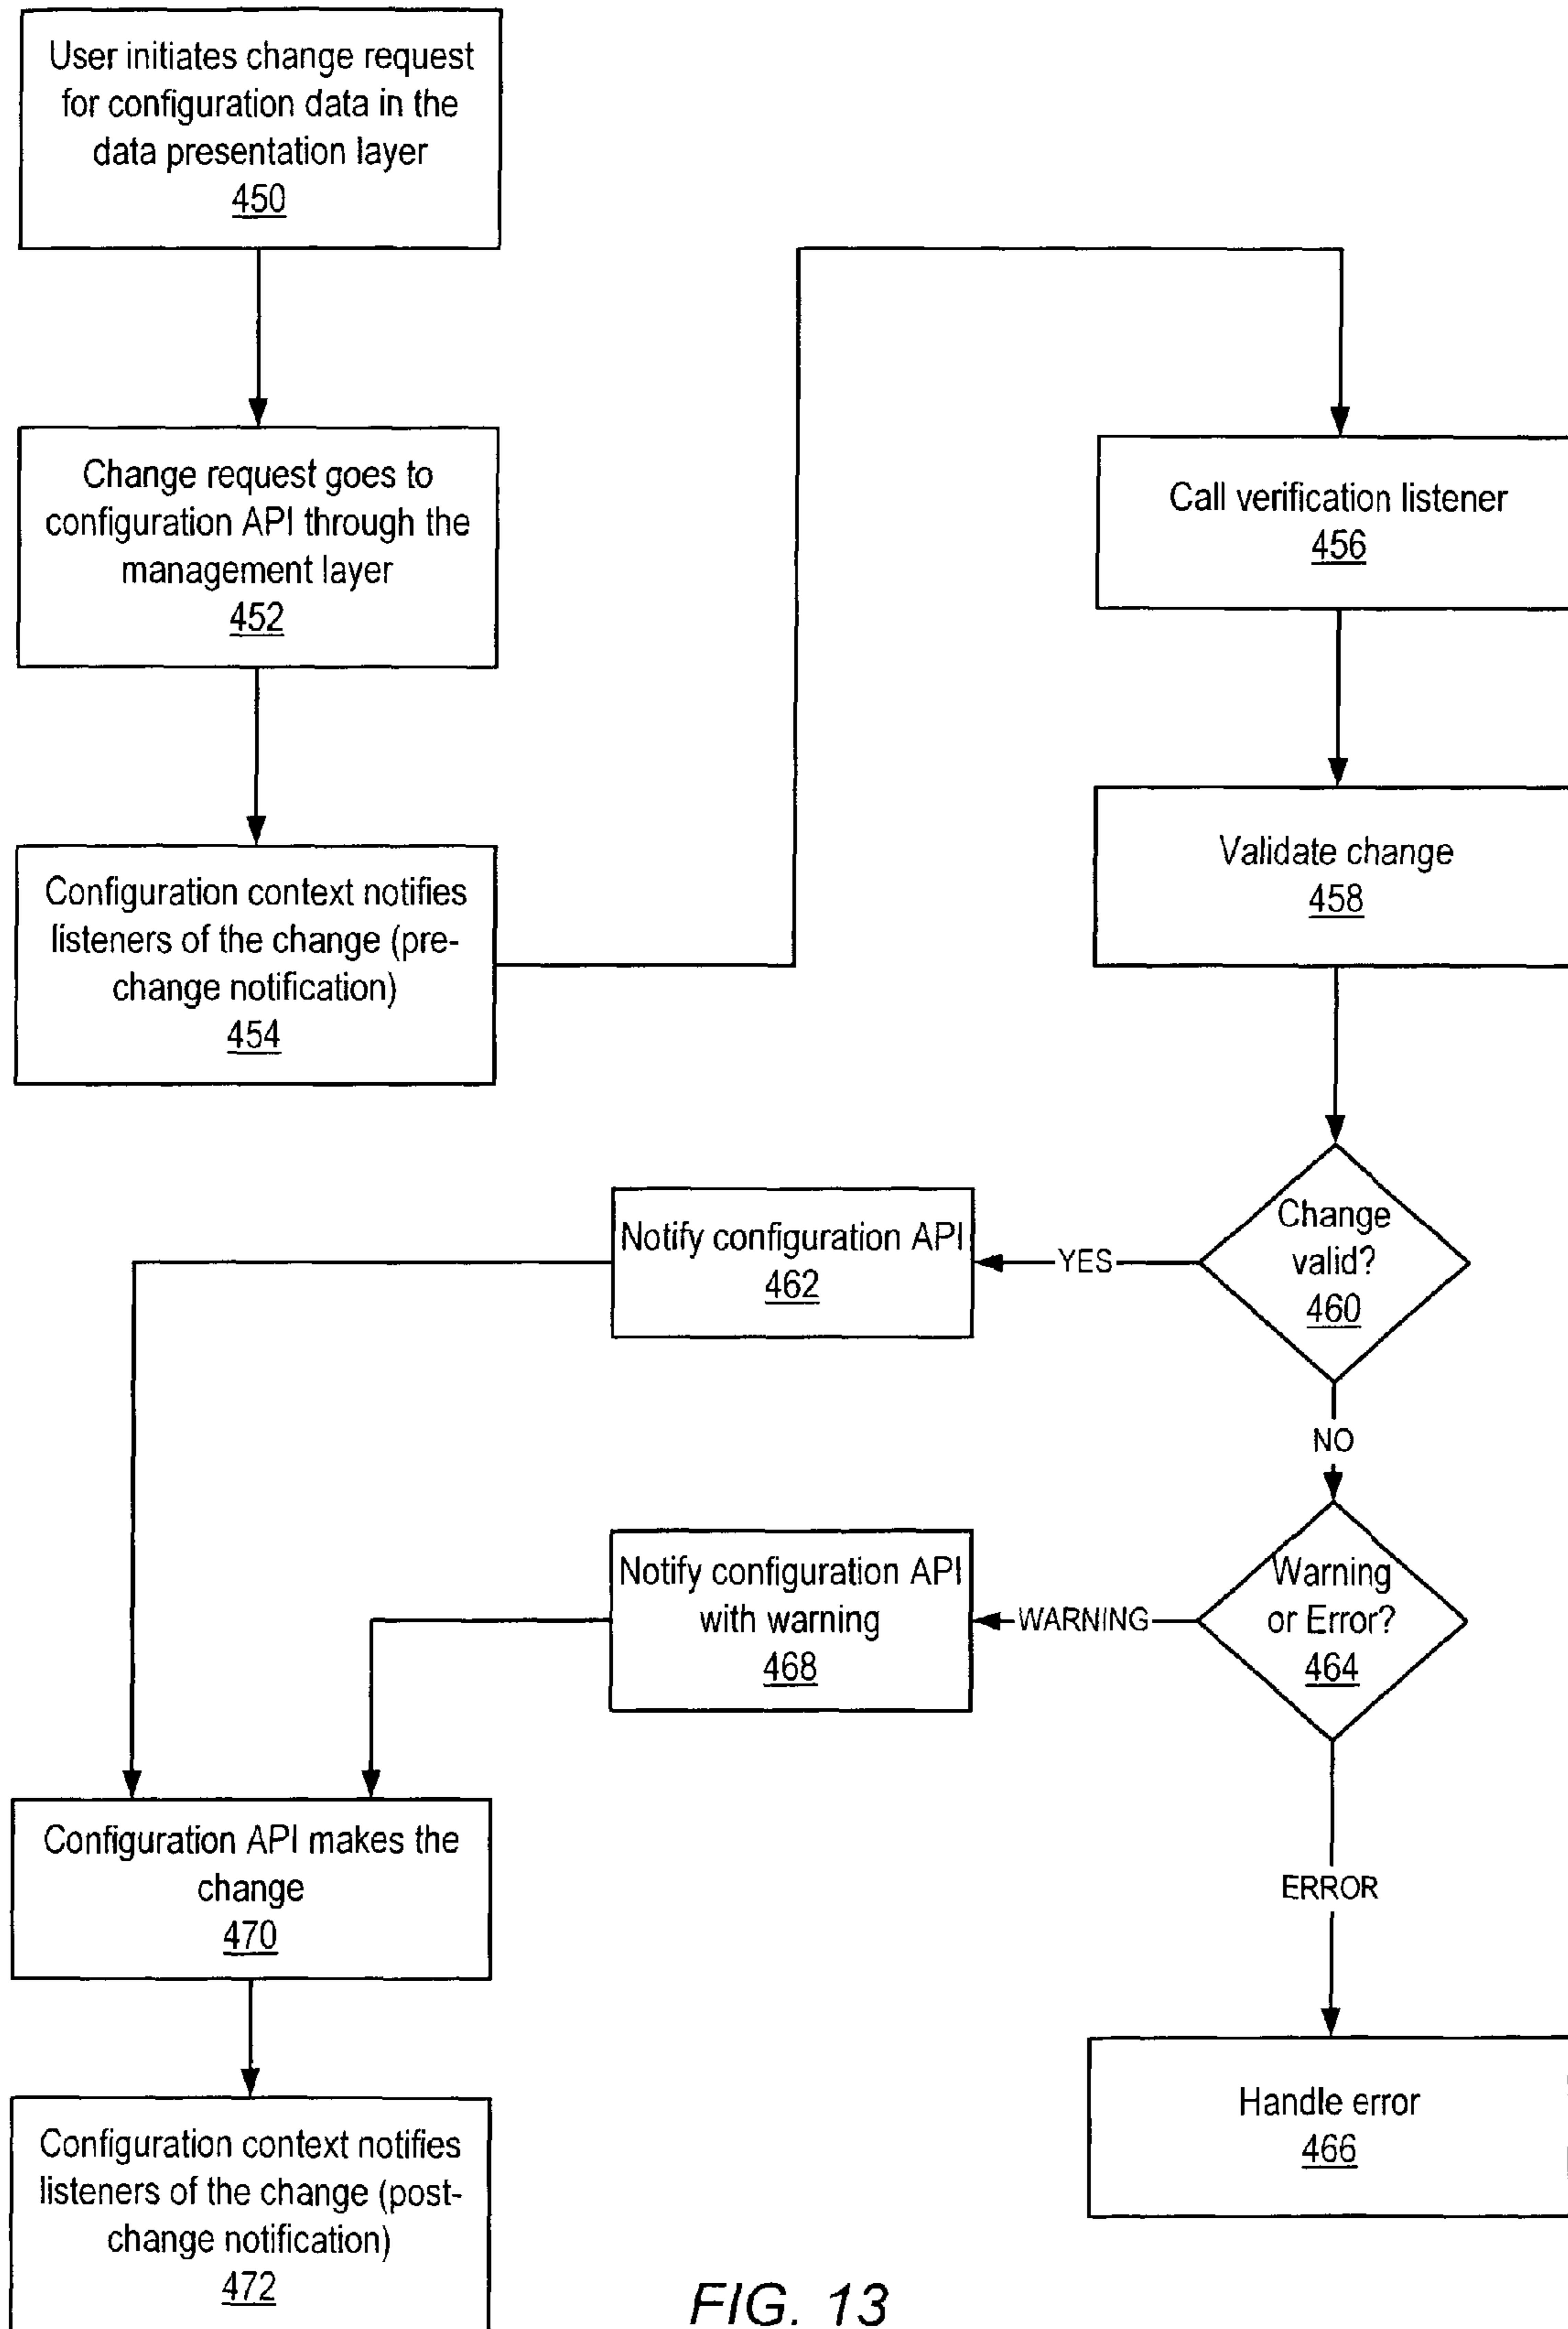 User initiates change request
for configuration data in the
data presentation layer
450
Change request goes to
configuration API through the
management layer
452
Configuration context notifies
listeners of the change (pre-
change notification)
454
Call verification listener
456
Validate change
458
Change
valid?
460
YES
Notify configuration API
462
NO
Warning
or Error?
464
WARNING
Notify configuration API
with warning
468
ERROR
Handle error
466
Configuration API makes the
change
470
Configuration context notifies
listeners of the change (post-
change notification)
472
FIG. 13